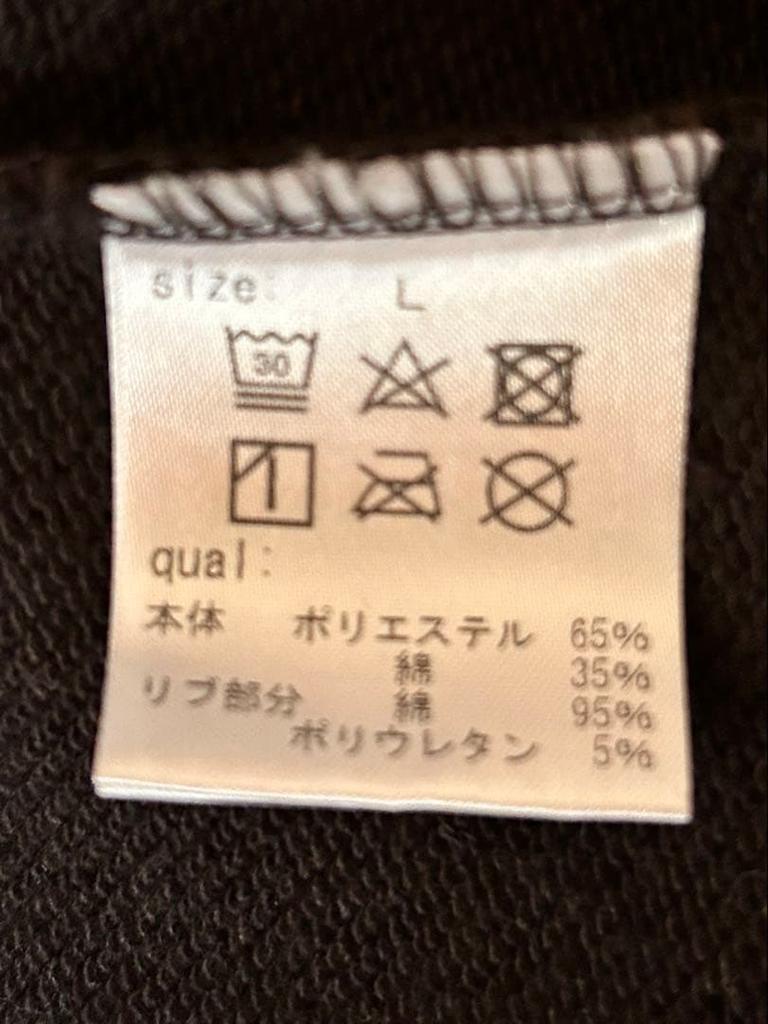 size: L
30
qual:
本体 ポリエステル 65%
綿 35%
リブ部分 綿 95%
ポリウレタン 5%